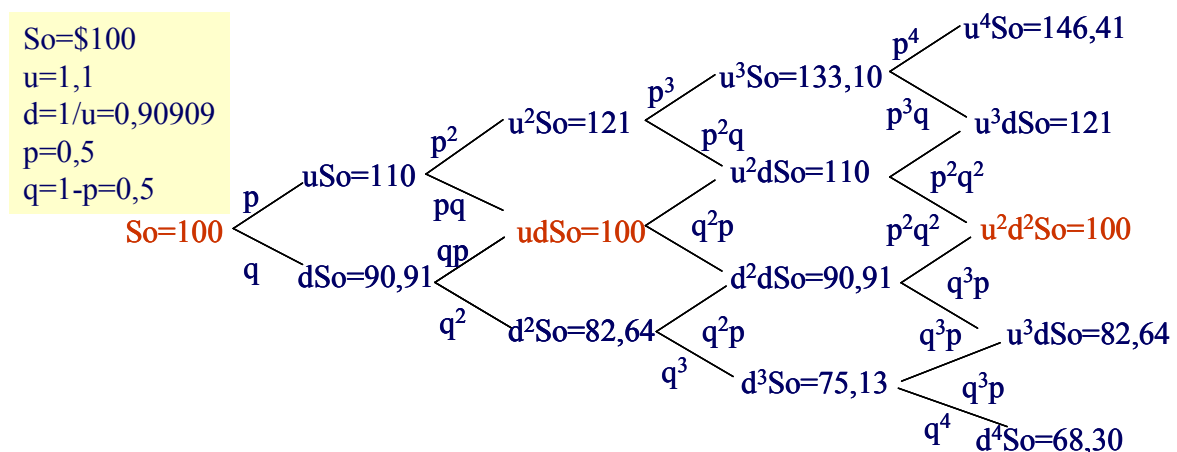 So=$100
u=1,1
d=1/u=0,90909
p=0,5
q=1-p=0,5
So=100
p
q
uSo=110
dSo=90,91
p²
pq
qp
q²
u²So=121
udSo=100
d²So=82,64
p³
p²q
q²p
q²p
q³
u³So=133,10
u²dSo=110
d²dSo=90,91
d³So=75,13
p⁴
p³q
p²q²
p²q²
q³p
q³p
q³p
q⁴
u⁴So=146,41
u³dSo=121
u²d²So=100
u³dSo=82,64
d⁴So=68,30